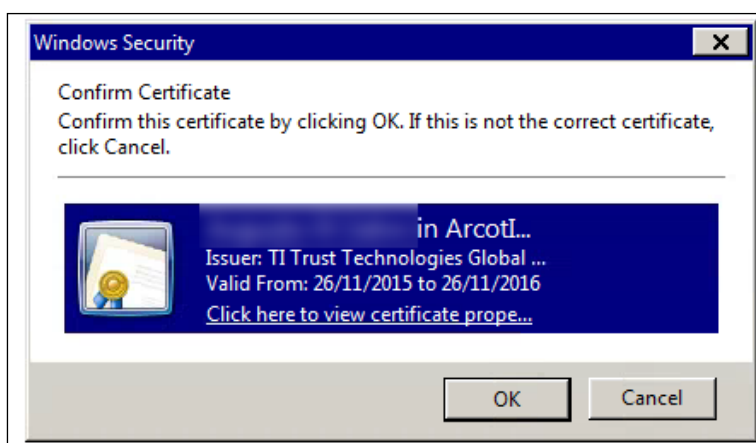 Windows Security
Confirm Certificate
Confirm this certificate by clicking OK. If this is not the correct certificate,
click Cancel.
in ArcotI...
Issuer: TI Trust Technologies Global ...
Valid From: 26/11/2015 to 26/11/2016
Click here to view certificate prope...
OK
Cancel